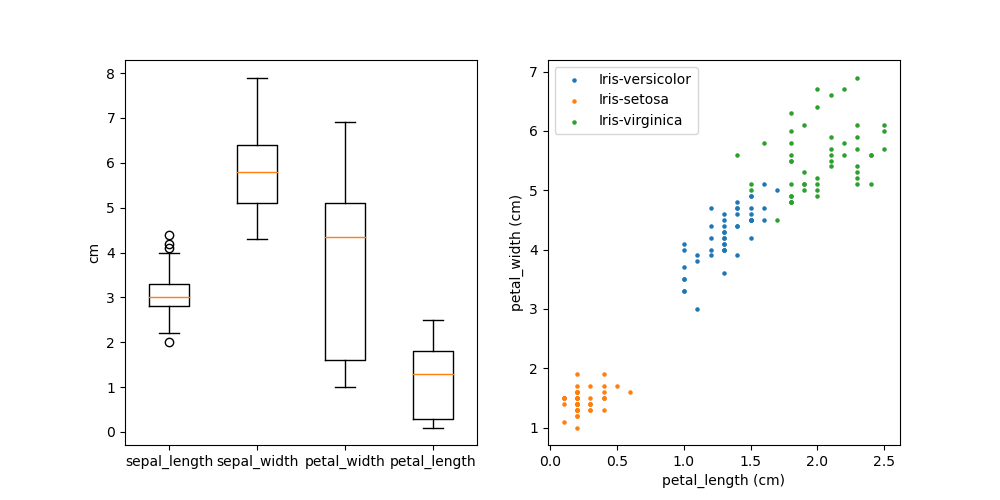 8
7
6
5
4
3
2
1
0
cm
sepal_length sepal_width petal_width petal_length
7
6
5
4
3
2
1
petal_width (cm)
Iris-versicolor
Iris-setosa
Iris-virginica
0.0 0.5 1.0 1.5 2.0 2.5
petal_length (cm)